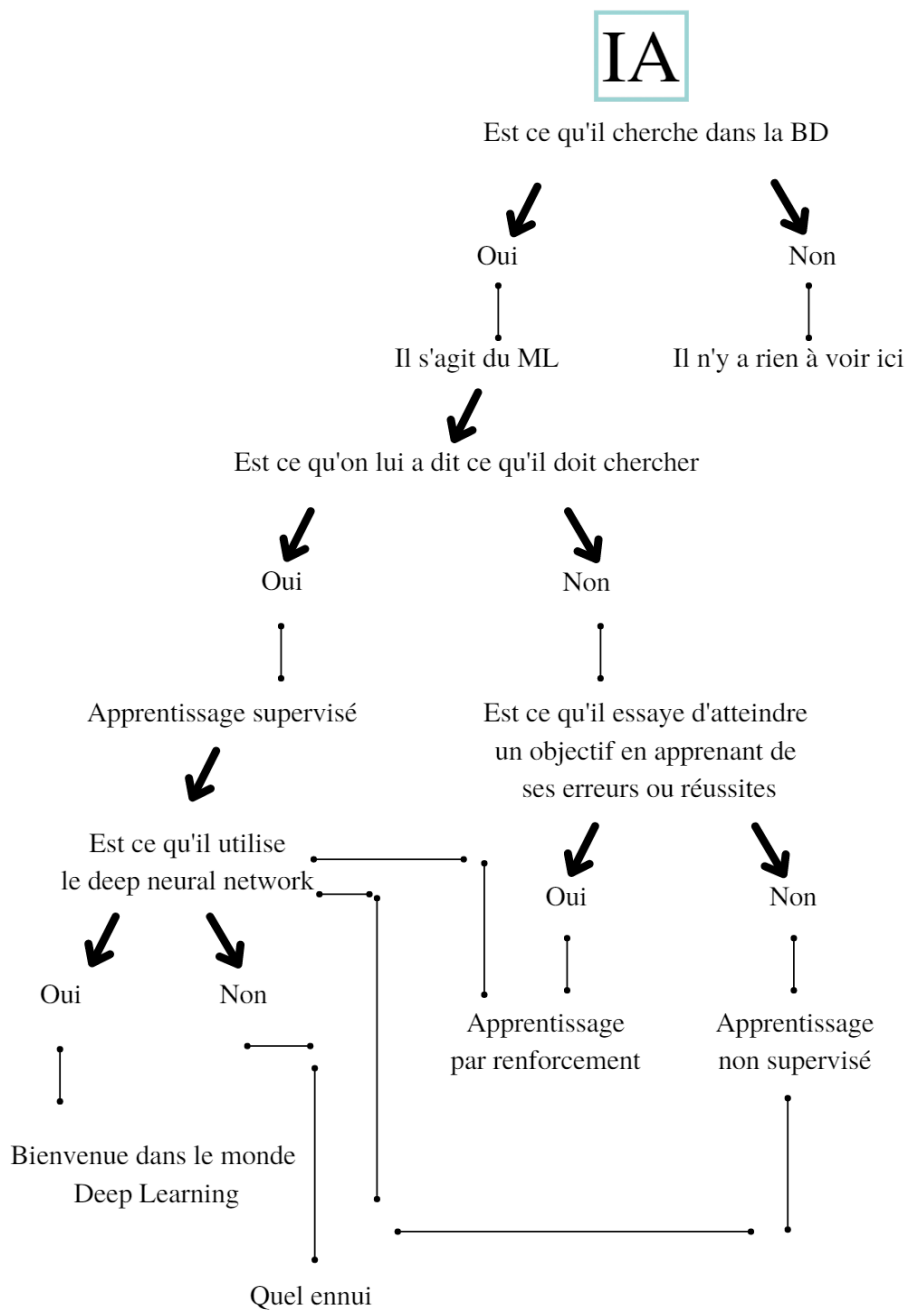 IA
Est ce qu'il cherche dans la BD
Oui
Non
Il s'agit du ML
Il n'y a rien à voir ici
Est ce qu'on lui a dit ce qu'il doit chercher
Oui
Non
Apprentissage supervisé
Est ce qu'il essaye d'atteindre
un objectif en apprenant de
ses erreurs ou réussites
Est ce qu'il utilise
le deep neural network
Oui
Non
Oui
Non
Apprentissage
par renforcement
Apprentissage
non supervisé
Bienvenue dans le monde
Deep Learning
Quel ennui